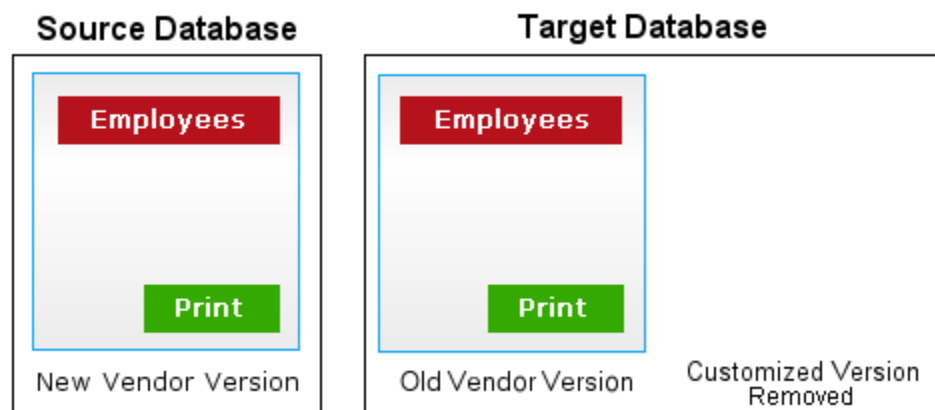 Source Database
Target Database
Employees
Print
New Vendor Version
Employees
Print
Old Vendor Version
Customized Version
Removed